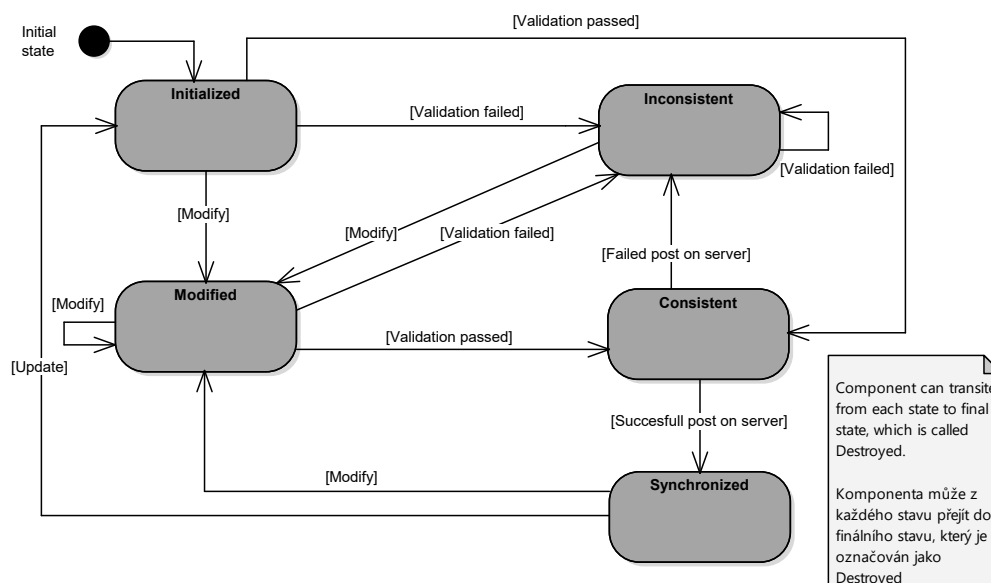 [Validation passed]
Initial
state
Initialized
Inconsistent
[Validation failed]
[Validation failed]
[Modify]
[Modify]
[Validation failed]
[Failed post on server]
Modified
Consistent
[Modify]
[Validation passed]
[Update]
[Succesfull post on server]
[Modify]
Synchronized
Component can transite
from each state to final
state, which is called
Destroyed.
Komponenta může z
každého stavu přejít do
finálního stavu, který je
označován jako
Destroyed